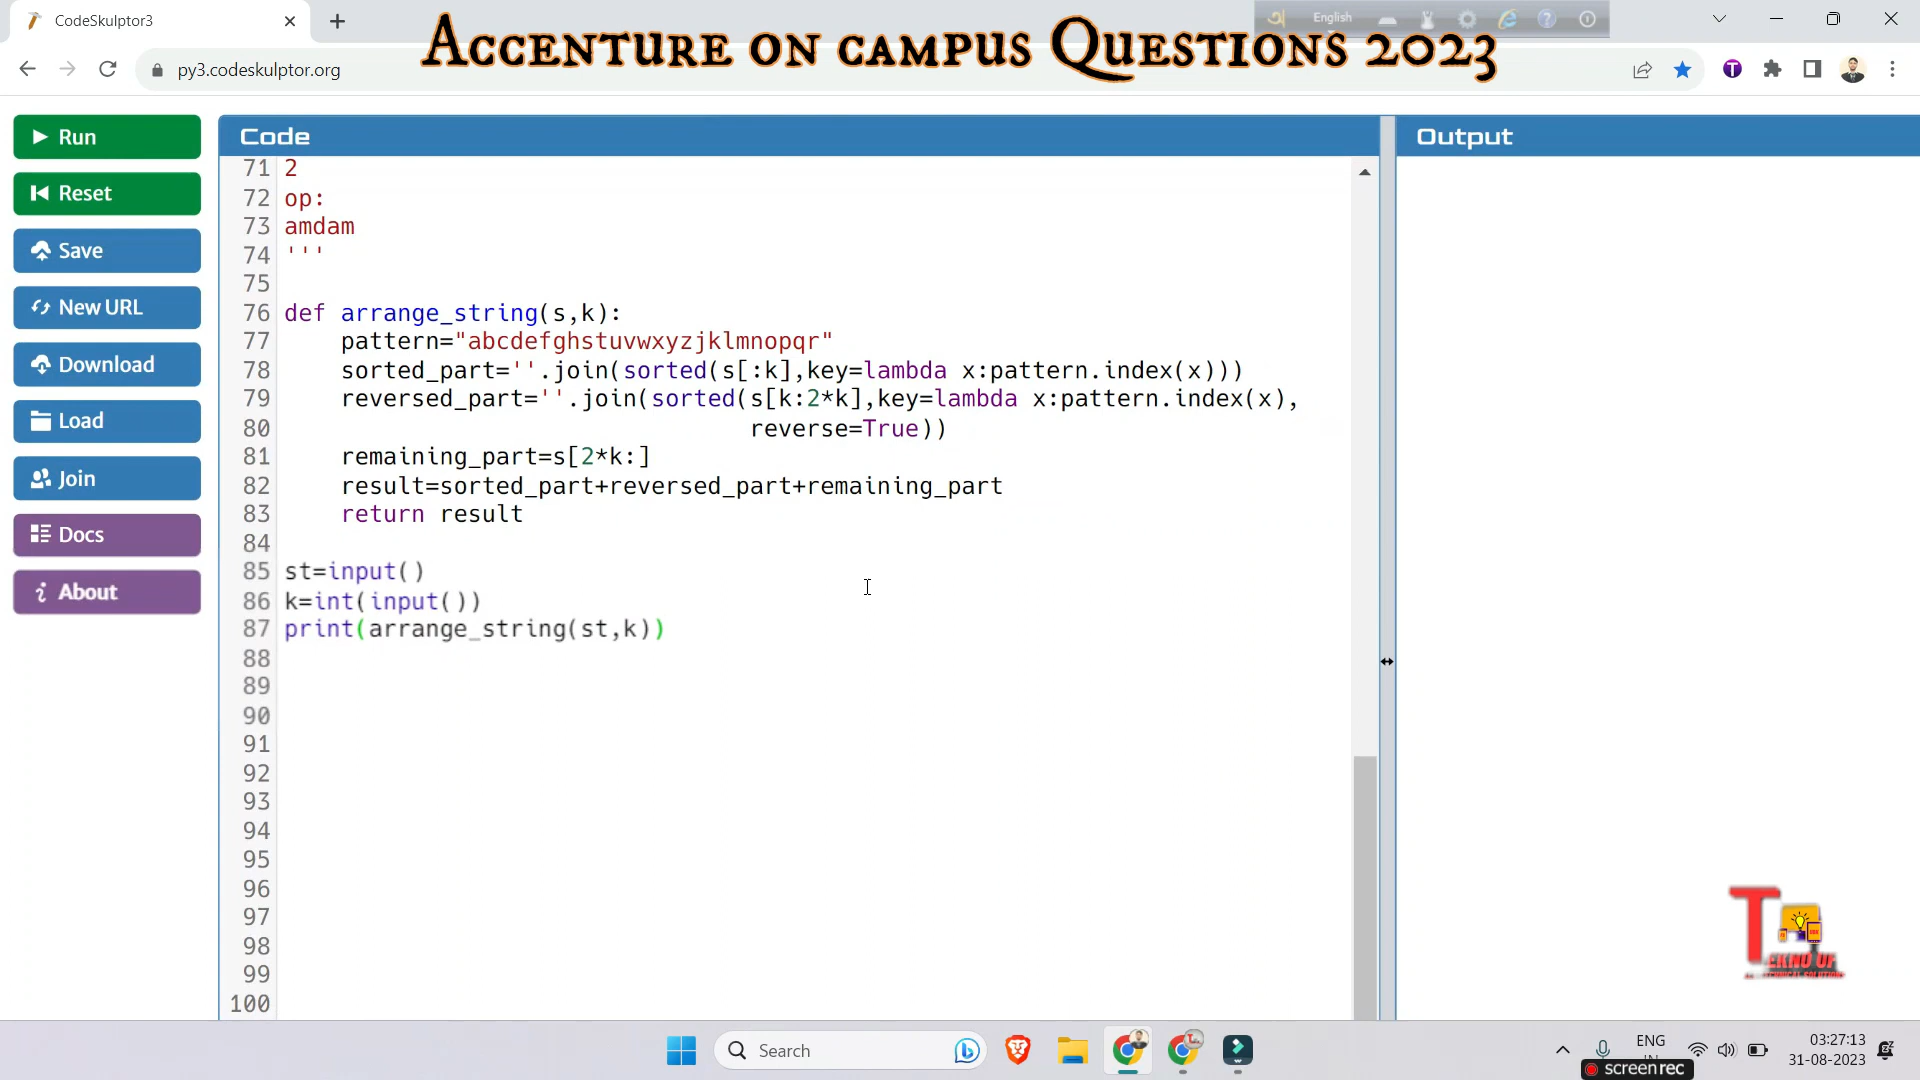 CodeSkulptor3
English
Accenture on campus Questions 2023
py3.codeskulptor.org
Run
Reset
Save
New URL
Download
Load
Join
Docs
About
Code
Output
71 2
72 op:
73 amdam
74 '''
75
76 def arrange_string(s,k):
77 pattern="abcdefghstuvwxyzjklmnopqr"
78 sorted_part=''.join(sorted(s[:k],key=lambda x:pattern.index(x)))
79 reversed_part=''.join(sorted(s[k:2*k],key=lambda x:pattern.index(x),
80 reverse=True))
81 remaining_part=s[2*k:]
82 result=sorted_part+reversed_part+remaining_part
83 return result
84
85 st=input()
86 k=int(input())
87 print(arrange_string(st,k))
88
89
90
91
92
93
94
95
96
97
98
99
100
TEKNO UF
Search
ENG
03:27:13
31-08-2023
screenrec